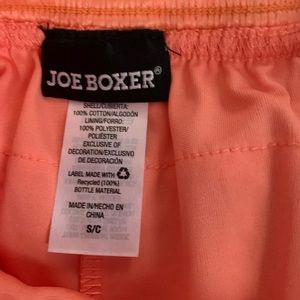 JOE BOXER®
SHELL/CUBIERTA:
100% COTTON/ALGODÓN
LINING/FORRO:
100% POLYESTER/
POLIÉSTER
EXCLUSIVE OF
DECORATION/EXCLUSIVO
DE DECORACIÓN
LABEL MADE WITH
Recycled (100%)
BOTTLE MATERIAL
MADE IN/HECHO EN
CHINA
S/C